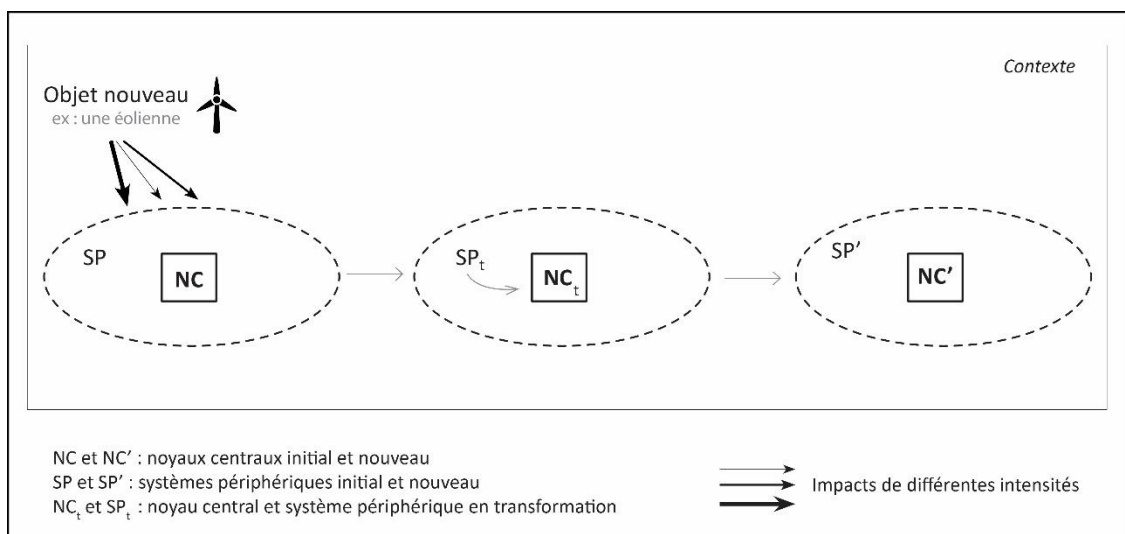 Contexte
Objet nouveau
ex : une éolienne
SP
NC
SPt
NCt
SP’
NC’
NC et NC’ : noyaux centraux initial et nouveau
SP et SP’ : systèmes périphériques initial et nouveau
NCt et SPt : noyau central et système périphérique en transformation
Impacts de différentes intensités